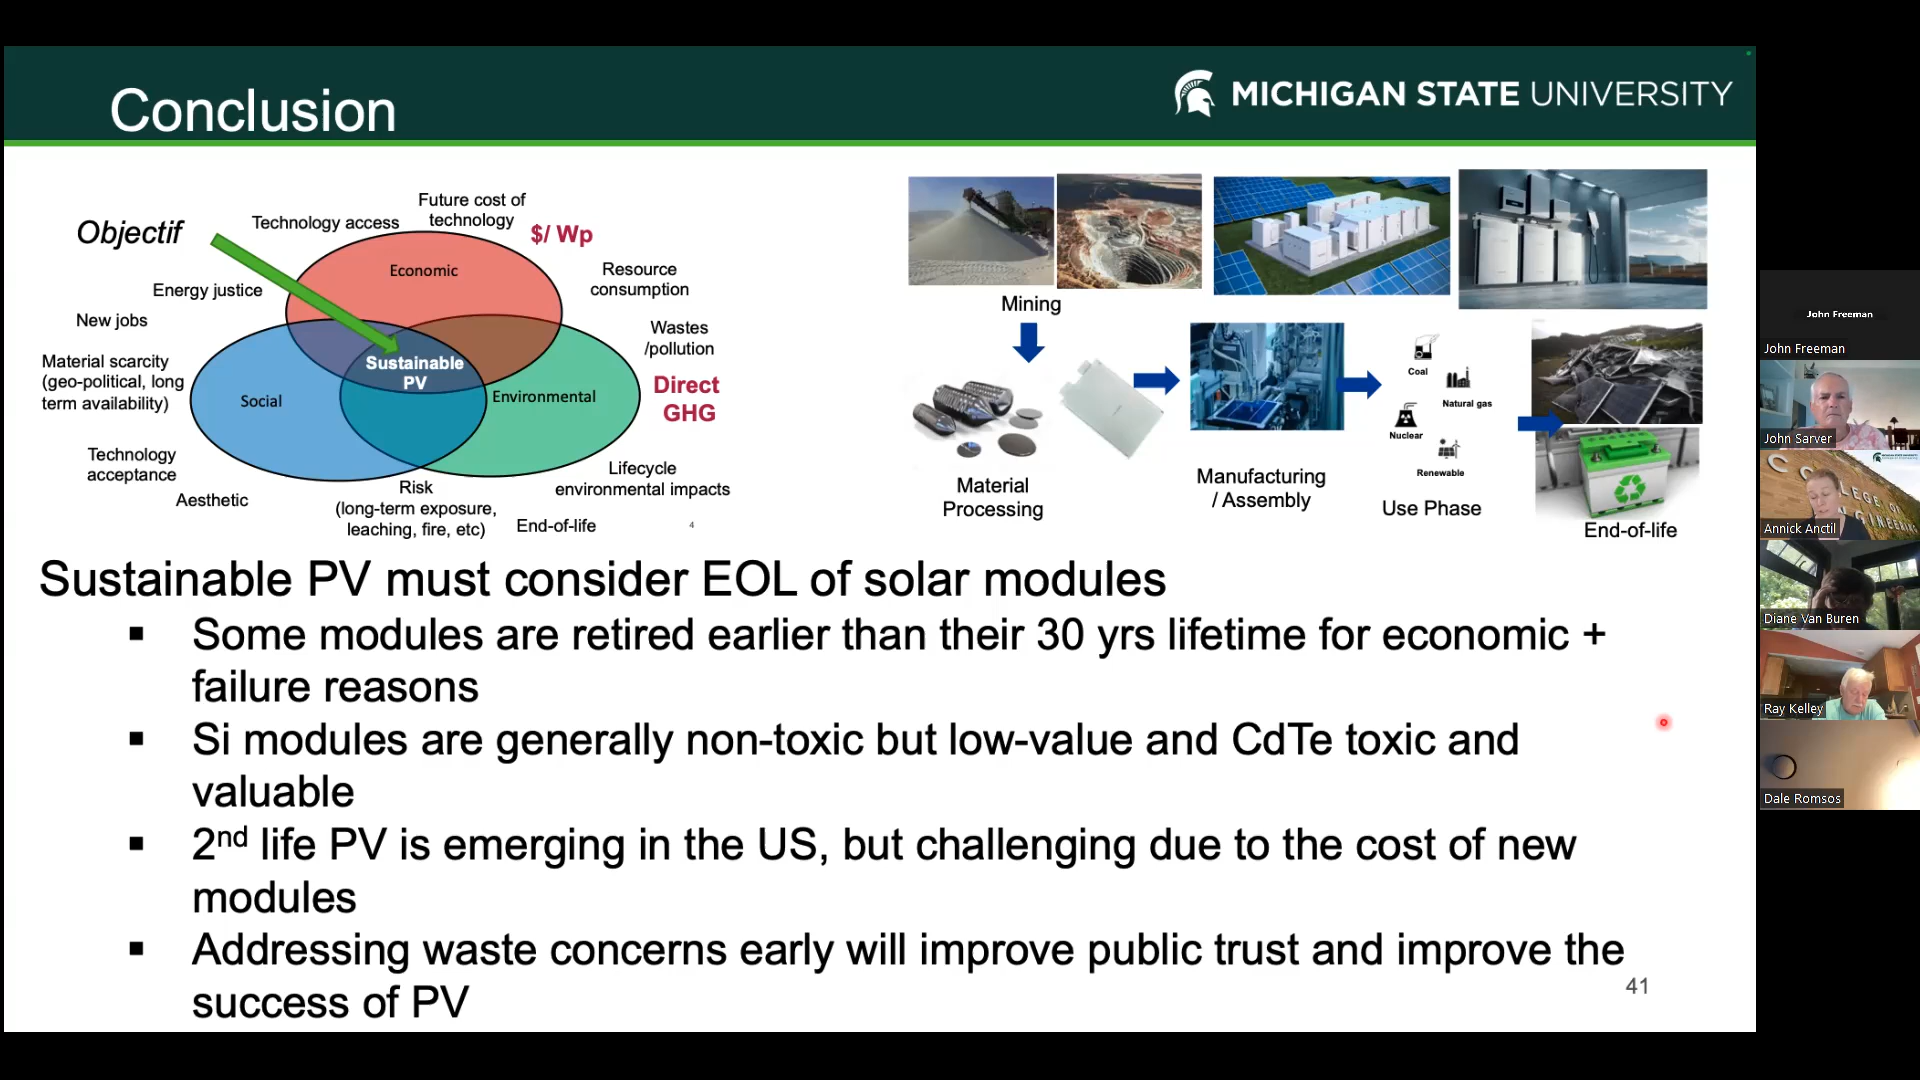 Conclusion
MICHIGAN STATE UNIVERSITY
Objectif
Technology access
Future cost of
technology
$/ Wp
Economic
Resource
consumption
Energy justice
New jobs
Wastes
/pollution
Material scarcity
(geo-political, long
term availability)
Sustainable
PV
Social
Environmental
Direct
GHG
Technology
acceptance
Aesthetic
Risk
(long-term exposure,
leaching, fire, etc)
End-of-life
Lifecycle
environmental impacts
4
Mining
Material
Processing
Manufacturing
/ Assembly
Coal
Natural gas
Nuclear
Renewable
Use Phase
End-of-life
Sustainable PV must consider EOL of solar modules
▪ Some modules are retired earlier than their 30 yrs lifetime for economic +
failure reasons
▪ Si modules are generally non-toxic but low-value and CdTe toxic and
valuable
▪ 2nd life PV is emerging in the US, but challenging due to the cost of new
modules
▪ Addressing waste concerns early will improve public trust and improve the
success of PV
41
John Freeman
John Freeman
John Sarver
Annick Anctil
Diane Van Buren
Ray Kelley
Dale Romsos